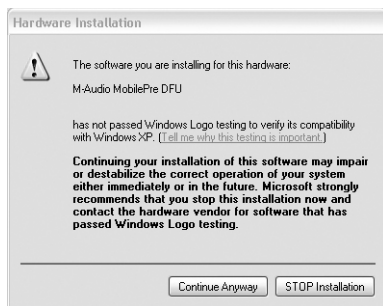 Hardware Installation
The software you are installing for this hardware:
M-Audio MobilePre DFU
has not passed Windows Logo testing to verify its compatibility
with Windows XP. (Tell me why this testing is important.)
Continuing your installation of this software may impair
or destabilize the correct operation of your system
either immediately or in the future. Microsoft strongly
recommends that you stop this installation now and
contact the hardware vendor for software that has
passed Windows Logo testing.
Continue Anyway
STOP Installation